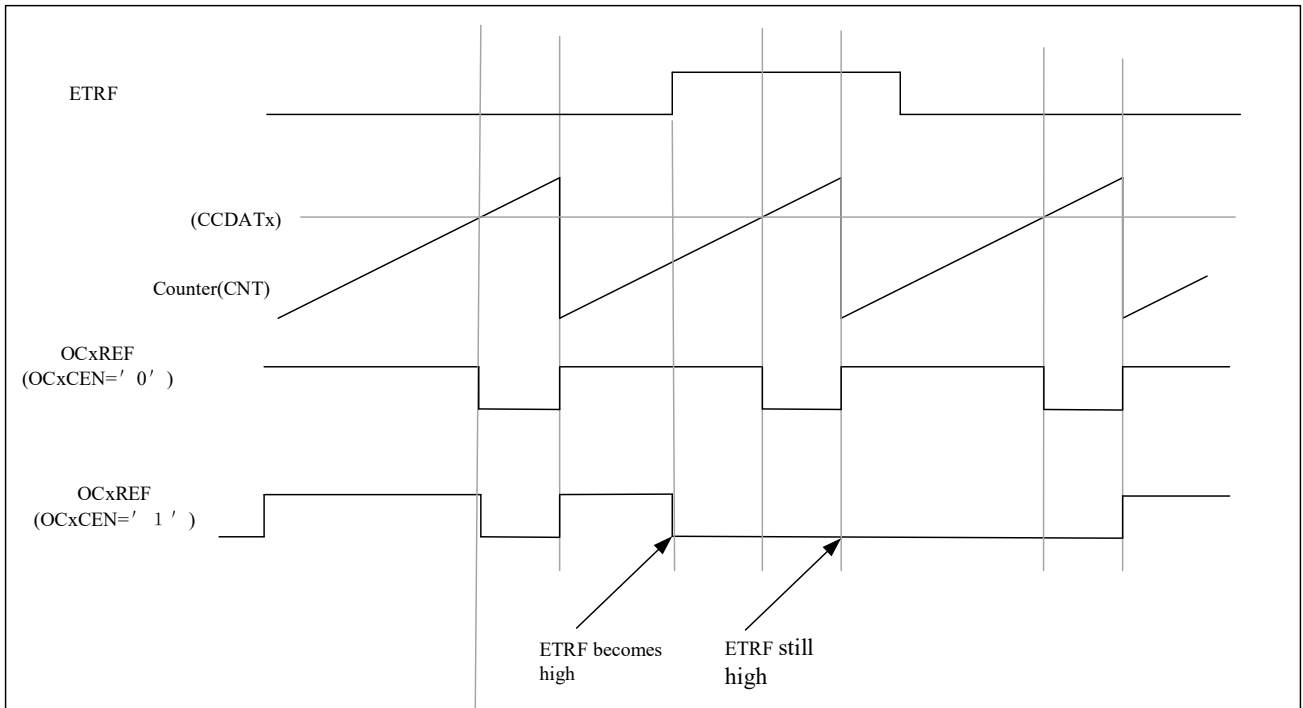 ETRF
(CCDATx)
Counter(CNT)
OCxREF
(OCxCEN=′ 0′ )
OCxREF
(OCxCEN=′ 1 ′ )
ETRF becomes
high
ETRF still
high